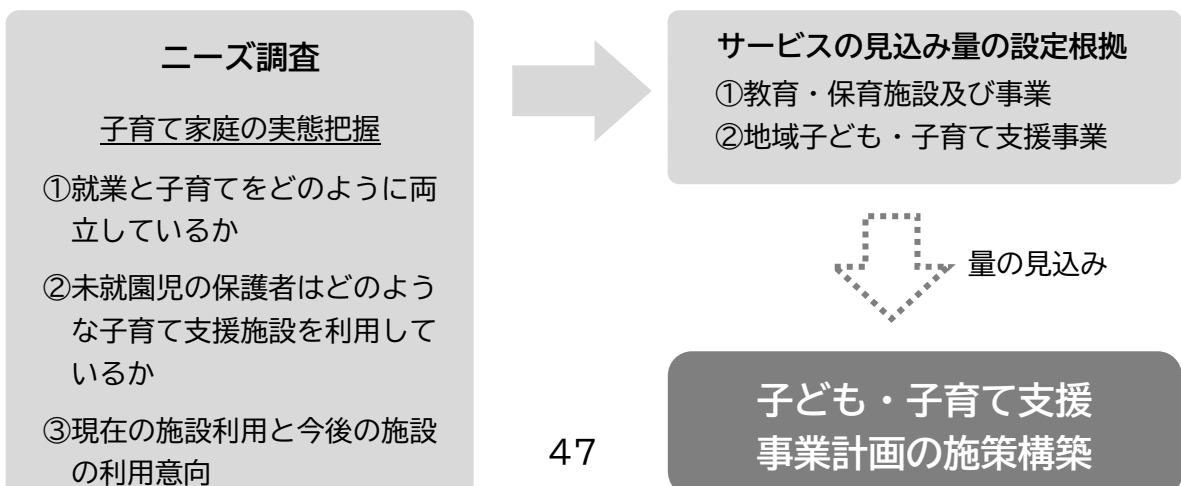 ニーズ調査
子育て家庭の実態把握
①就業と子育てをどのように両
立しているか
②未就園児の保護者はどのよう
な子育て支援施設を利用して
いるか
③現在の施設利用と今後の施設
の利用意向
サービスの見込み量の設定根拠
①教育・保育施設及び事業
②地域子ども・子育て支援事業
量の見込み
子ども・子育て支援
事業計画の施策構築
47